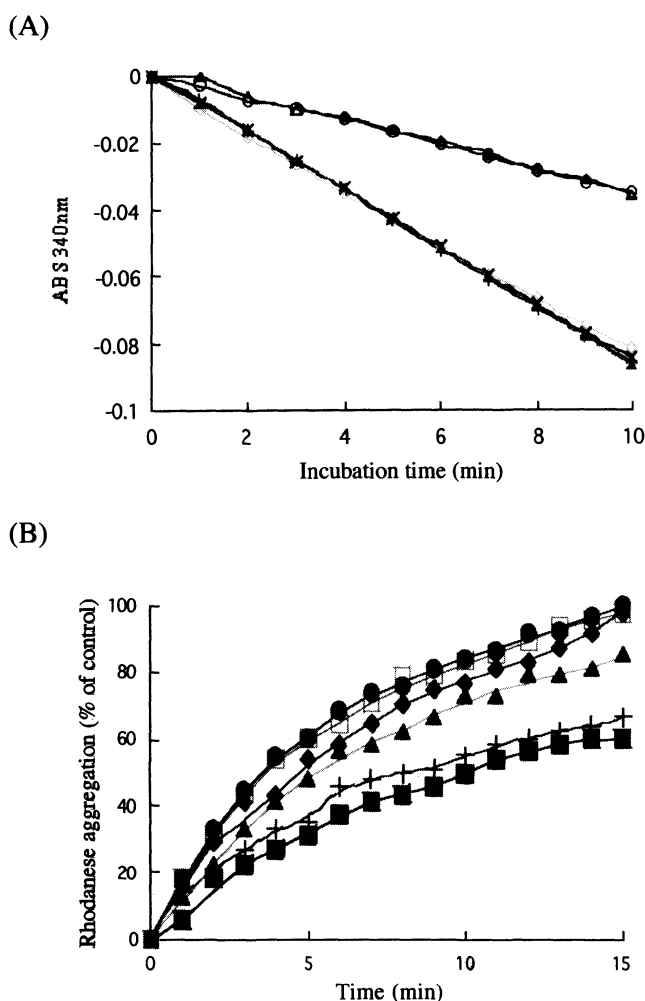 (A)
0
-0.02
-0.04
-0.06
-0.08
-0.1
ABS 340nm
0 2 4 6 8 10
Incubation time (min)
(B)
100
80
60
40
20
0
Rhodanese aggregation (% of control)
0 5 10 15
Time (min)